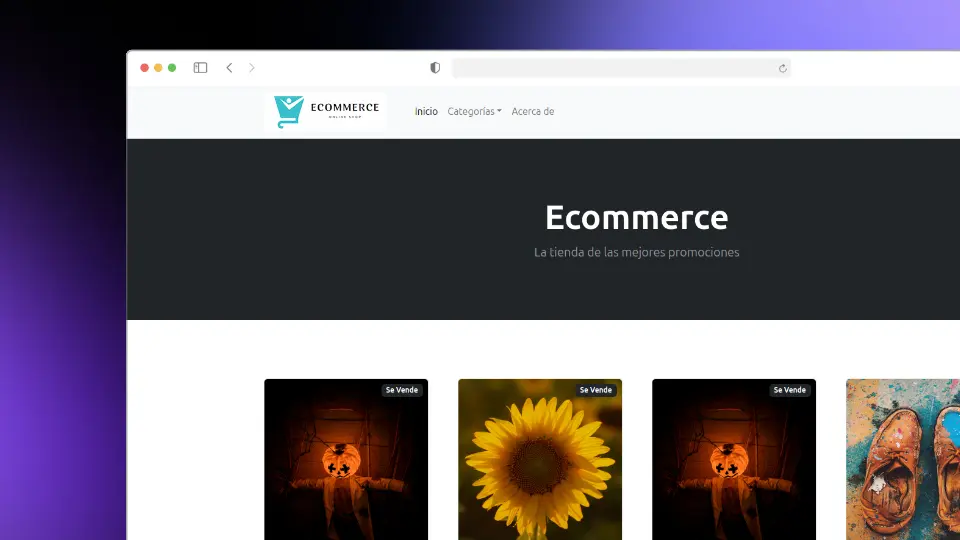 ECOMMERCE
ONLINE SHOP
Inicio Categorías Acerca de
Ecommerce
La tienda de las mejores promociones
Se Vende Se Vende Se Vende